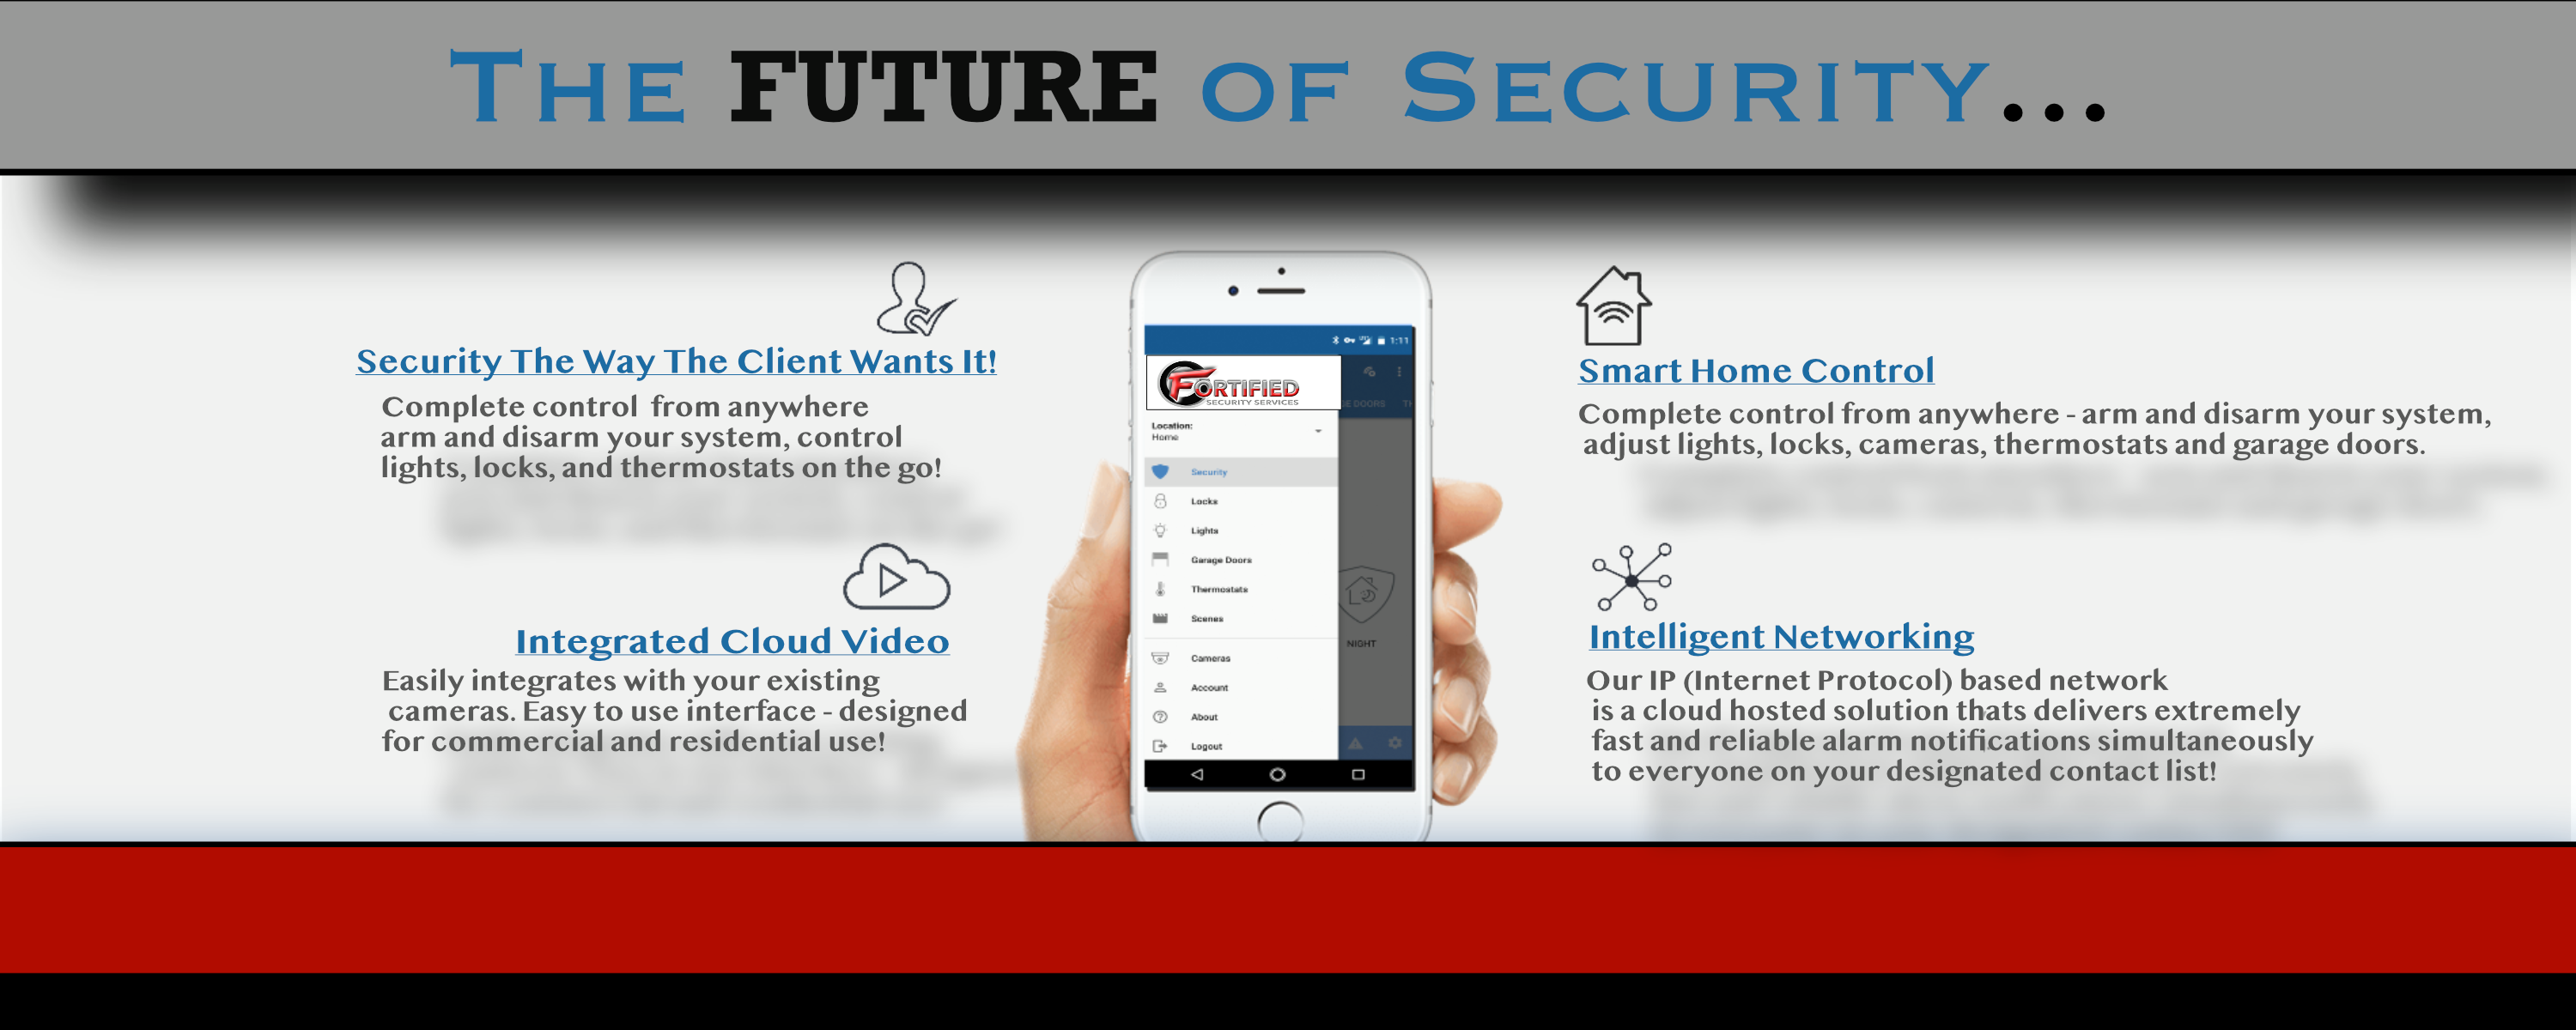 The FUTURE of Security...
Security The Way The Client Wants It!
Complete control from anywhere
arm and disarm your system, control
lights, locks, and thermostats on the go!
Integrated Cloud Video
Easily integrates with your existing
cameras. Easy to use interface - designed
for commercial and residential use!
1:11
FORTIFIED
SECURITY SERVICES
GE DOORS TH
Location:
Home
Security
Locks
Lights
Garage Doors
Thermostats
Scenes
NIGHT
Cameras
Account
About
Logout
Smart Home Control
Complete control from anywhere - arm and disarm your system,
adjust lights, locks, cameras, thermostats and garage doors.
Intelligent Networking
Our IP (Internet Protocol) based network
is a cloud hosted solution thats delivers extremely
fast and reliable alarm notifications simultaneously
to everyone on your designated contact list!